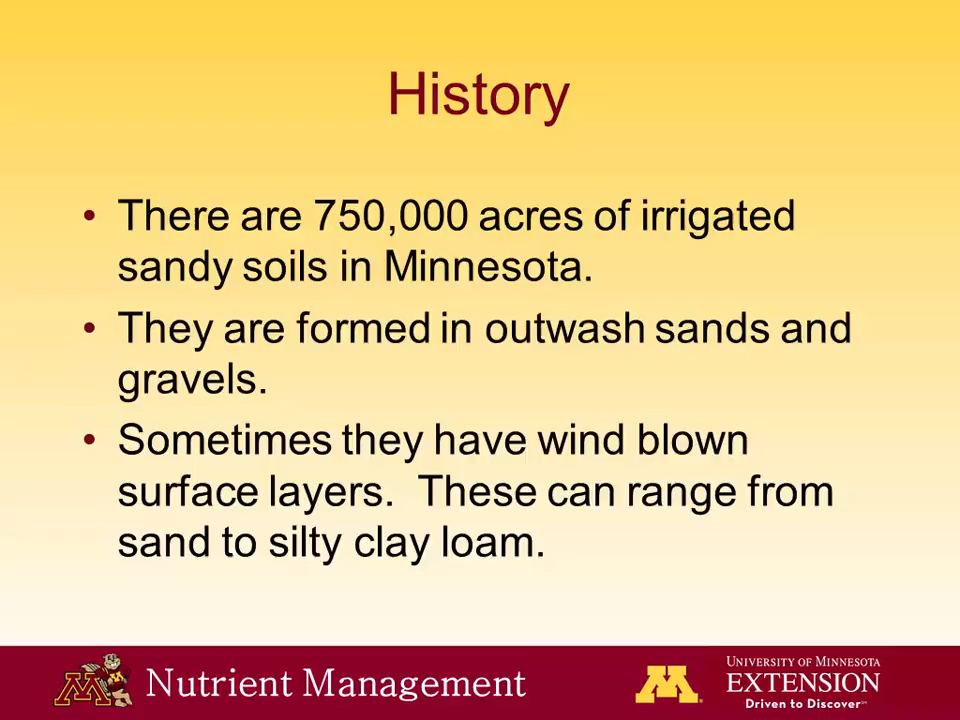 History
• There are 750,000 acres of irrigated
sandy soils in Minnesota.
• They are formed in outwash sands and
gravels.
• Sometimes they have wind blown
surface layers.  These can range from
sand to silty clay loam.
M
Nutrient Management
M
UNIVERSITY OF MINNESOTA
EXTENSION
Driven to Discover℠